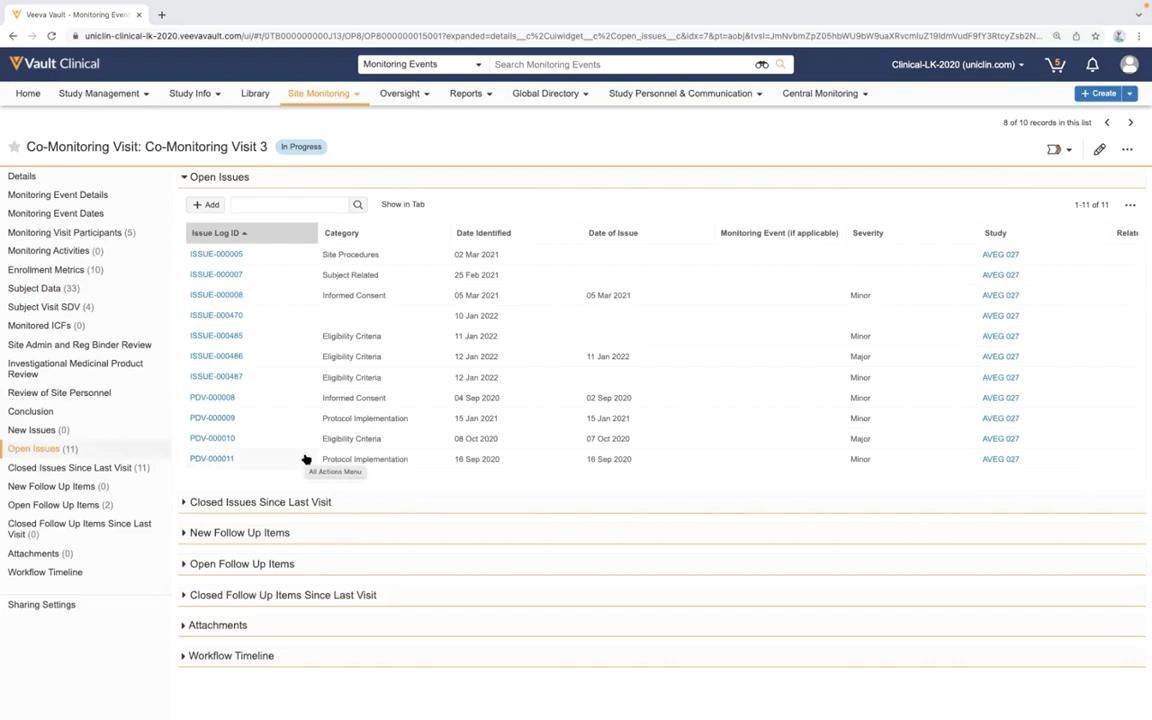 Veeva Vault - Monitoring Even
uniclin-clinical-lk-2020.veevavault.com/ui/#t/0TB000000000J13/OP8/OP8000000015001?expanded=details__c%2Cuiwidget__c%2Copen_issues__c&idx=7&pt=aobj&tvsl=
Vault Clinical
Monitoring Events
Search Monitoring Events
5
Clinical-LK-2020 (uniclin.com)
Home Study Management Study Info Library Site Monitoring Oversight Reports Global Directory Study Personnel & Communication Central Monitoring
+ Create
8 of 10 records in this list
Co-Monitoring Visit: Co-Monitoring Visit 3 In Progress
Details
Monitoring Event Details
Monitoring Event Dates
Monitoring Visit Participants (5)
Monitoring Activities (0)
Enrollment Metrics (10)
Subject Data (33)
Subject Visit SDV (4)
Monitored ICFs (0)
Site Admin and Reg Binder Review
Investigational Medicinal Product
Review
Review of Site Personnel
Conclusion
New Issues (0)
Open Issues (11)
Closed Issues Since Last Visit (11)
New Follow Up Items (0)
Open Follow Up Items (2)
Closed Follow Up Items Since Last
Visit (0)
Attachments (0)
Workflow Timeline
Sharing Settings
Open Issues
+ Add
Show in Tab
1-11 of 11
Issue Log ID Category Date Identified Date of Issue Monitoring Event (if applicable) Severity Study Relate
ISSUE-000005 Site Procedures 02 Mar 2021 AVEG 027
ISSUE-000007 Subject Related 25 Feb 2021 AVEG 027
ISSUE-000008 Informed Consent 05 Mar 2021 05 Mar 2021 Minor AVEG 027
ISSUE-000470 10 Jan 2022 AVEG 027
ISSUE-000485 Eligibility Criteria 11 Jan 2022 Minor AVEG 027
ISSUE-000486 Eligibility Criteria 12 Jan 2022 11 Jan 2022 Major AVEG 027
ISSUE-000487 Eligibility Criteria 12 Jan 2022 Minor AVEG 027
PDV-000008 Informed Consent 04 Sep 2020 02 Sep 2020 Minor AVEG 027
PDV-000009 Protocol Implementation 15 Jan 2021 15 Jan 2021 Minor AVEG 027
PDV-000010 Eligibility Criteria 08 Oct 2020 07 Oct 2020 Major AVEG 027
PDV-000011 Protocol Implementation 16 Sep 2020 16 Sep 2020 Minor AVEG 027
All Actions Menu
Closed Issues Since Last Visit
New Follow Up Items
Open Follow Up Items
Closed Follow Up Items Since Last Visit
Attachments
Workflow Timeline